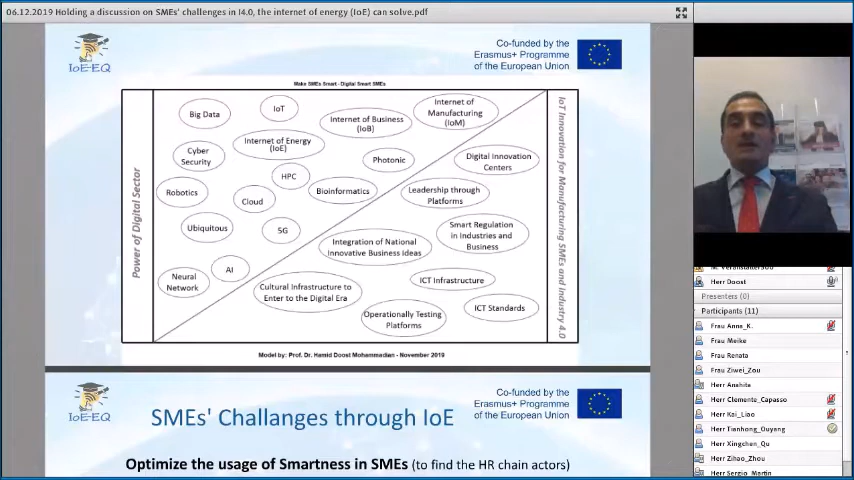 06.12.2019 Holding a discussion on SMEs' challenges in I4.0, the internet of energy (IoE) can solve.pdf
IoE-EQ
Co-funded by the
Erasmus+ Programme
of the European Union
Make SMEs Smart - Digital Smart SMEs
Power of Digital Sector
Big Data
IoT
Internet of Business
(IoB)
Internet of
Manufacturing
(IoM)
Cyber
Security
Internet of Energy
(IoE)
Photonic
Digital Innovation
Centers
HPC
Robotics
Cloud
Bioinformatics
Leadership through
Platforms
Ubiquitous
5G
Smart Regulation
in Industries and
Business
Integration of National
Innovative Business Ideas
AI
Neural
Network
Cultural Infrastructure to
Enter to the Digital Era
ICT Infrastructure
Operationally Testing
Platforms
ICT Standards
IoT Innovation for Manufacturing SMEs and Industry 4.0
Model by: Prof. Dr. Hamid Doost Mohammadian - November 2019
IoE-EQ
SMEs' Challanges through IoE
Co-funded by the
Erasmus+ Programme
of the European Union
Optimize the usage of Smartness in SMEs (to find the HR chain actors)
Herr Doost
Presenters (0)
Participants (11)
Frau Anna_K.
Frau Meike
Frau Renata
Frau Ziwei_Zou
Herr Anahita
Herr Clemente_Capasso
Herr Kai_Liao
Herr Tianhong_Ouyang
Herr Xingchen_Qu
Herr Zihao_Zhou
Herr Sergio_Martin